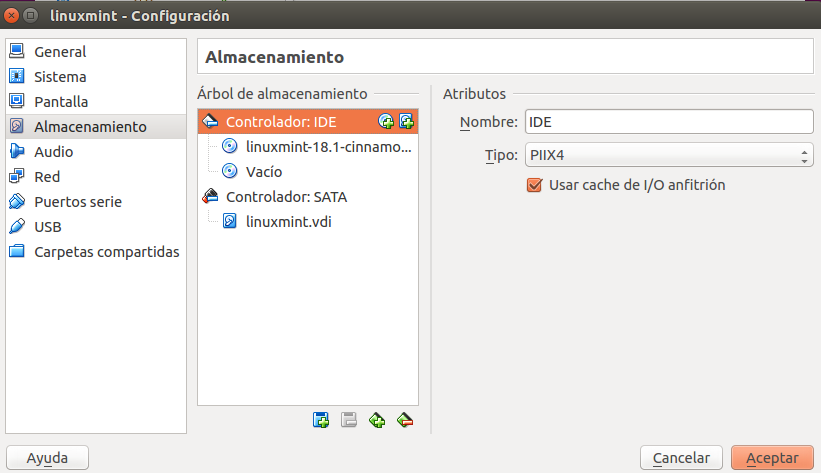 linuxmint - Configuración
General
Sistema
Pantalla
Almacenamiento
Audio
Red
Puertos serie
USB
Carpetas compartidas
Almacenamiento
Árbol de almacenamiento
Controlador: IDE
linuxmint-18.1-cinnamo...
Vacío
Controlador: SATA
linuxmint.vdi
Atributos
Nombre: IDE
Tipo: PIIX4
Usar cache de I/O anfitrión
Ayuda
Cancelar
Aceptar